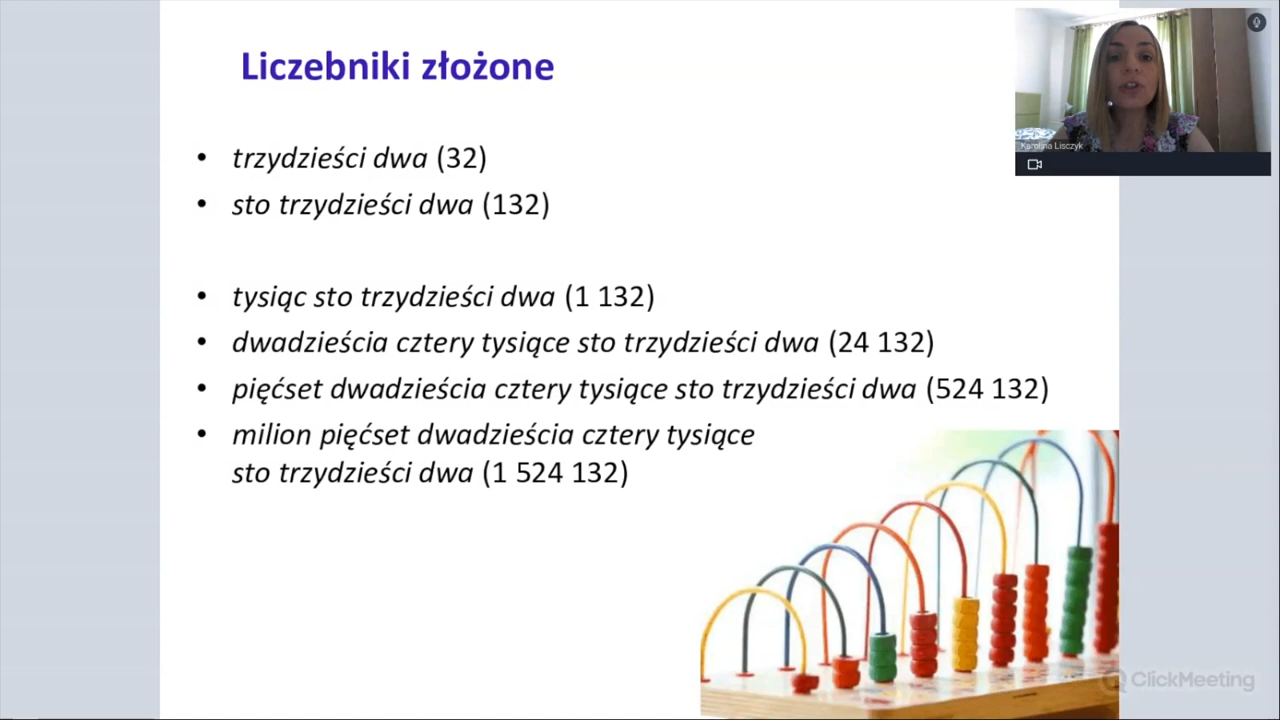 Liczebniki złożone
• trzydzieści dwa (32)
• sto trzydzieści dwa (132)
• tysiąc sto trzydzieści dwa (1 132)
• dwadzieścia cztery tysiące sto trzydzieści dwa (24 132)
• pięćset dwadzieścia cztery tysiące sto trzydzieści dwa (524 132)
• milion pięćset dwadzieścia cztery tysiące
sto trzydzieści dwa (1 524 132)
Karolina Lisczyk
ClickMeeting